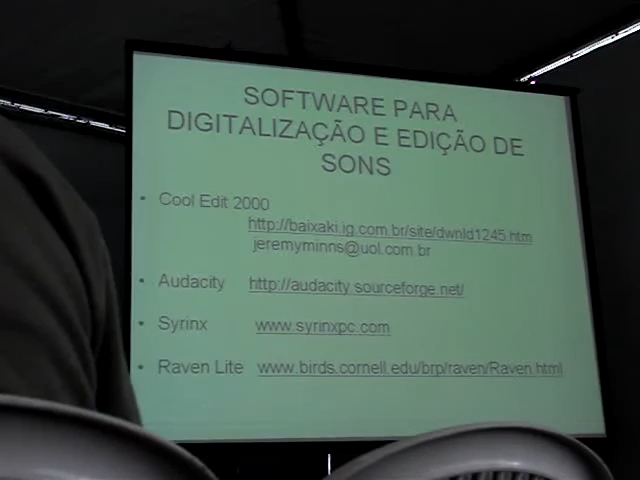 SOFTWARE PARA
DIGITALIZAÇÃO E EDIÇÃO DE
SONS
• Cool Edit 2000
http://baixaki.ig.com.br/site/dwnld1245.htm
jeremyminns@uol.com.br
• Audacity http://audacity.sourceforge.net/
• Syrinx www.syrinxpc.com
• Raven Lite www.birds.cornell.edu/brp/raven/Raven.html